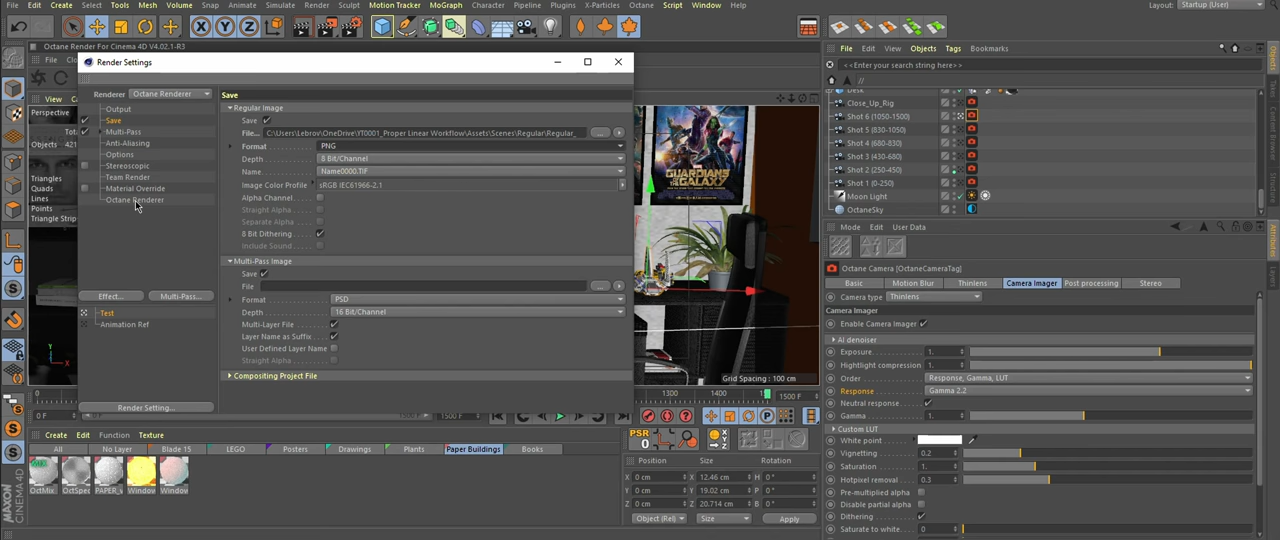 File Edit Create Select Tools Mesh Volume Snap Animate Simulate Render Sculpt Motion Tracker MoGraph Character Pipeline Plugins X-Particles Octane Script Window Layout: Startup (User)
Octane Render For Cinema 4D V4.02.1-R3
Render Settings
Renderer Octane Renderer
Output
Save
Multi-Pass
Anti-Aliasing
Options
Stereoscopic
Team Render
Material Override
Octane Renderer
Effect... Multi-Pass...
Test
Animation Ref
Render Setting...
Save
Regular Image
Save
File... C:\Users\Lebrov\OneDrive\YT0001_Proper Linear Workflow\Assets\Scenes\Regular\Regular_
Format PNG
Depth 8 Bit/Channel
Name Name0000.TIF
Image Color Profile sRGB IEC61966-2.1
Alpha Channel
Straight Alpha
Separate Alpha
8 Bit Dithering
Include Sound
Multi-Pass Image
Save
File
Format PSD
Depth 16 Bit/Channel
Multi-Layer File
Layer Name as Suffix
User Defined Layer Name
Straight Alpha
Compositing Project File
View
Perspective
Objects
Triangles
Quads
Lines
Points
Triangle Strip
GUARDIANS
GALAXY
Grid Spacing : 100 cm
0 1300 1400
0 F 1500 F 1500 F
Create Edit Function Texture
All No Layer Blade 15 LEGO Posters Drawings Plants Paper Buildings Books
OctMix OctSpec PAPER_v Window Window
PSR
0
Position Size Rotation
X 0 cm X 12.46 cm H 0 °
Y 0 cm Y 19.02 cm P 0 °
Z 0 cm Z 20.714 cm B 0 °
Object (Rel) Size Apply
MAXON
CINEMA 4D
File Edit View Objects Tags Bookmarks
<<Enter your search string here>>
//
Desk
Close_Up_Rig
Shot 6 (1050-1500)
Shot 5 (830-1050)
Shot 4 (680-830)
Shot 3 (430-680)
Shot 2 (250-450)
Shot 1 (0-250)
Moon Light
OctaneSky
Mode Edit User Data
Octane Camera [OctaneCameraTag]
Basic Motion Blur Thinlens Camera Imager Post processing Stereo
Camera type Thinlens
Camera Imager
Enable Camera Imager
AI denoiser
Exposure 1.
Hightlight compression 1.
Order Response, Gamma, LUT
Response Gamma 2.2
Neutral response
Gamma 1.
Custom LUT
White point
Vignetting 0.2
Saturation 1.
Hotpixel removal 0.3
Pre-multiplied alpha
Disable partial alpha
Dithering
Saturate to white 0
Objects
Takes
Attributes